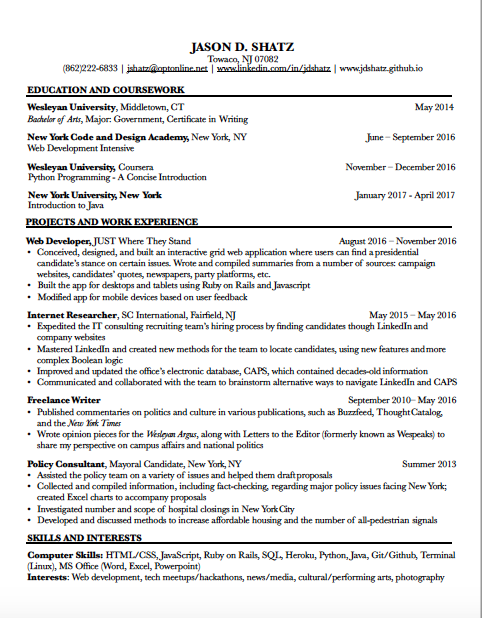 JASON D. SHATZ
Towaco, NJ 07082
(862)222-6833 | jshatz@optonline.net | www.linkedin.com/in/jdshatz | www.jdshatz.github.io
EDUCATION AND COURSEWORK
Wesleyan University, Middletown, CT May 2014
Bachelor of Arts, Major: Government, Certificate in Writing
New York Code and Design Academy, New York, NY June – September 2016
Web Development Intensive
Wesleyan University, Coursera November – December 2016
Python Programming - A Concise Introduction
New York University, New York January 2017 - April 2017
Introduction to Java
PROJECTS AND WORK EXPERIENCE
Web Developer, JUST Where They Stand August 2016 – November 2016
• Conceived, designed, and built an interactive grid web application where users can find a presidential
candidate's stance on certain issues. Wrote and compiled summaries from a number of sources: campaign
websites, candidates' quotes, newspapers, party platforms, etc.
• Built the app for desktops and tablets using Ruby on Rails and Javascript
• Modified app for mobile devices based on user feedback
Internet Researcher, SC International, Fairfield, NJ May 2015 – May 2016
• Expedited the IT consulting recruiting team's hiring process by finding candidates though LinkedIn and
company websites
• Mastered LinkedIn and created new methods for the team to locate candidates, using new features and more
complex Boolean logic
• Improved and updated the office's electronic database, CAPS, which contained decades-old information
• Communicated and collaborated with the team to brainstorm alternative ways to navigate LinkedIn and CAPS
Freelance Writer September 2010– May 2016
• Published commentaries on politics and culture in various publications, such as Buzzfeed, Thought Catalog,
and the New York Times
• Wrote opinion pieces for the Wesleyan Argus, along with Letters to the Editor (formerly known as Wespeaks) to
share my perspective on campus affairs and national politics
Policy Consultant, Mayoral Candidate, New York, NY Summer 2013
• Assisted the policy team on a variety of issues and helped them draft proposals
• Collected and compiled information, including fact-checking, regarding major policy issues facing New York;
created Excel charts to accompany proposals
• Investigated number and scope of hospital closings in New York City
• Developed and discussed methods to increase affordable housing and the number of all-pedestrian signals
SKILLS AND INTERESTS
Computer Skills: HTML/CSS, JavaScript, Ruby on Rails, SQL, Heroku, Python, Java, Git/Github, Terminal
(Linux), MS Office (Word, Excel, Powerpoint)
Interests: Web development, tech meetups/hackathons, news/media, cultural/performing arts, photography